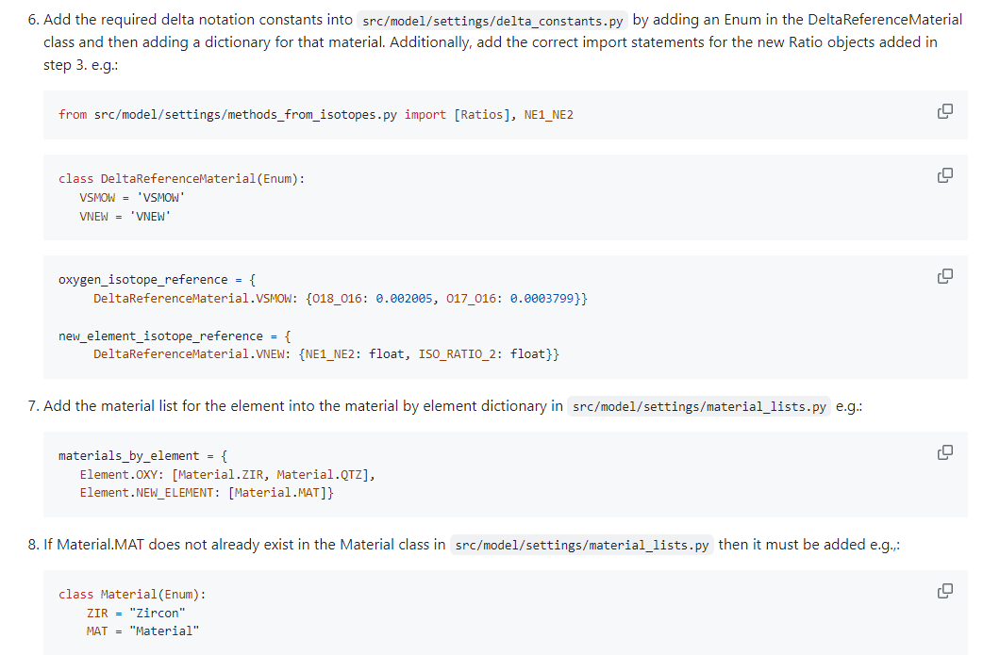 6. Add the required delta notation constants into src/model/settings/delta_constants.py by adding an Enum in the DeltaReferenceMaterial
class and then adding a dictionary for that material. Additionally, add the correct import statements for the new Ratio objects added in
step 3. e.g.:
from src/model/settings/methods_from_isotopes.py import [Ratios], NE1_NE2
class DeltaReferenceMaterial(Enum):
VSMOW = 'VSMOW'
VNEW = 'VNEW'
oxygen_isotope_reference = {
DeltaReferenceMaterial.VSMOW: {O18_O16: 0.002005, O17_O16: 0.0003799}}
new_element_isotope_reference = {
DeltaReferenceMaterial.VNEW: {NE1_NE2: float, ISO_RATIO_2: float}}
7. Add the material list for the element into the material by element dictionary in src/model/settings/material_lists.py e.g.:
materials_by_element = {
Element.OXY: [Material.ZIR, Material.QTZ],
Element.NEW_ELEMENT: [Material.MAT]}
8. If Material.MAT does not already exist in the Material class in src/model/settings/material_lists.py then it must be added e.g.,:
class Material(Enum):
ZIR = "Zircon"
MAT = "Material"